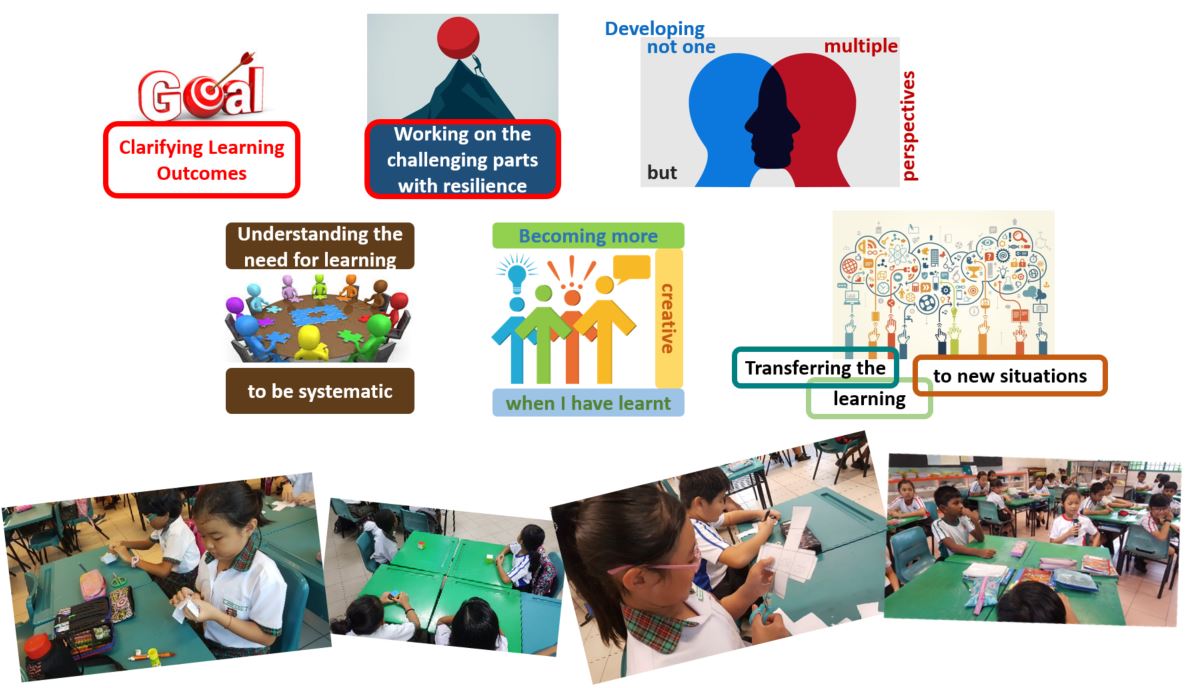 Goal
Clarifying Learning
Outcomes
Working on the
challenging parts
with resilience
Developing
not one
multiple
perspectives
but
Understanding the
need for learning
to be systematic
Becoming more
creative
when I have learnt
Transferring the
learning
to new situations